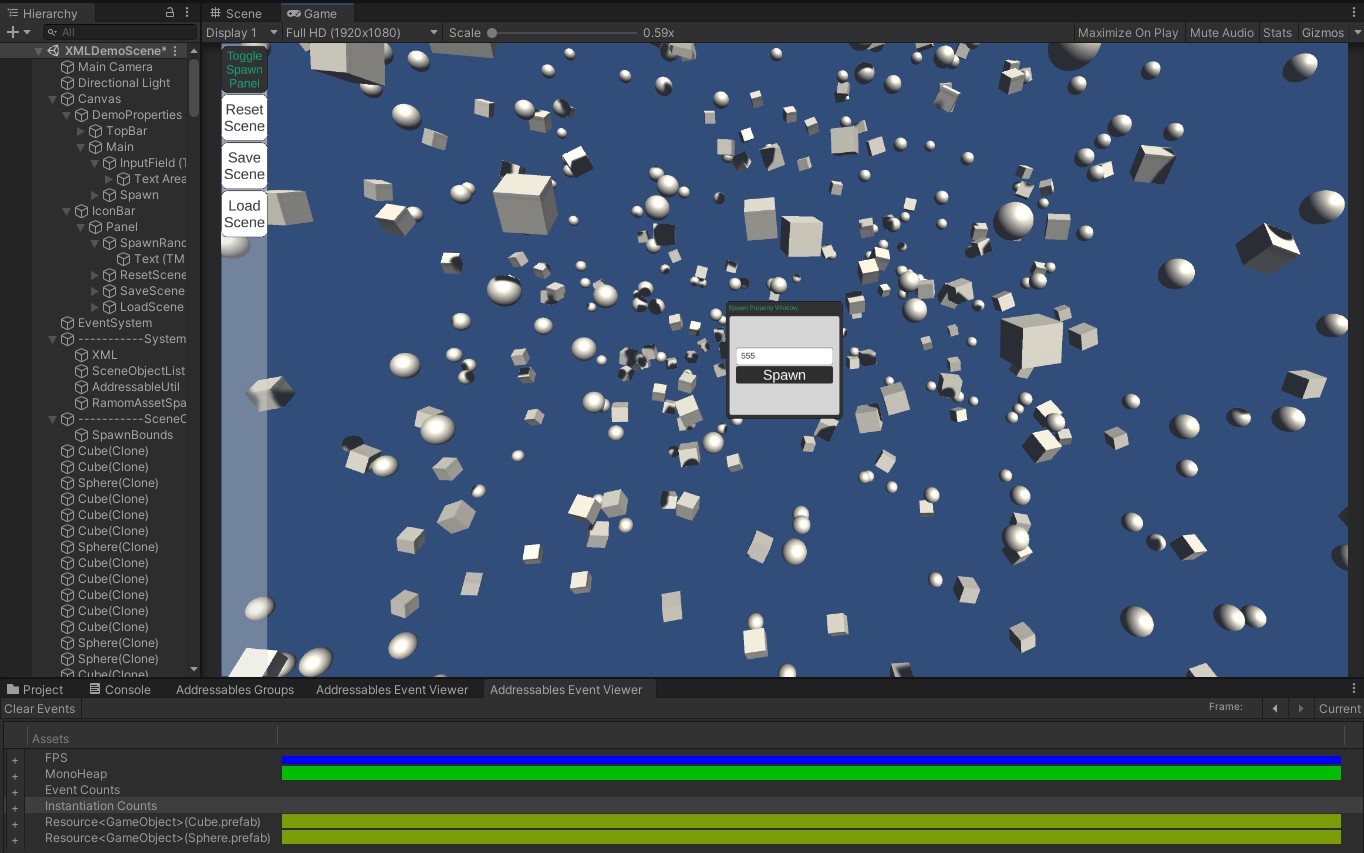 Hierarchy
Scene
Game
All
Display 1
Full HD (1920x1080)
Scale
0.59x
Maximize On Play
Mute Audio
Stats
Gizmos
XMLDemoScene*
Main Camera
Directional Light
Canvas
DemoProperties
TopBar
Main
InputField (T
Text Area
Spawn
IconBar
Panel
SpawnRand
Text (TM
ResetScene
SaveScene
LoadScene
EventSystem
-----------System
XML
SceneObjectList
AddressableUtil
RamomAssetSpa
-----------SceneO
SpawnBounds
Cube(Clone)
Cube(Clone)
Sphere(Clone)
Cube(Clone)
Cube(Clone)
Cube(Clone)
Sphere(Clone)
Cube(Clone)
Cube(Clone)
Cube(Clone)
Cube(Clone)
Cube(Clone)
Sphere(Clone)
Sphere(Clone)
Cube(Clone)
Toggle
Spawn
Panel
Reset
Scene
Save
Scene
Load
Scene
Spawn Property Window
555
Spawn
Project
Console
Addressables Groups
Addressables Event Viewer
Addressables Event Viewer
Clear Events
Frame:
Current
Assets
FPS
MonoHeap
Event Counts
Instantiation Counts
Resource<GameObject>(Cube.prefab)
Resource<GameObject>(Sphere.prefab)